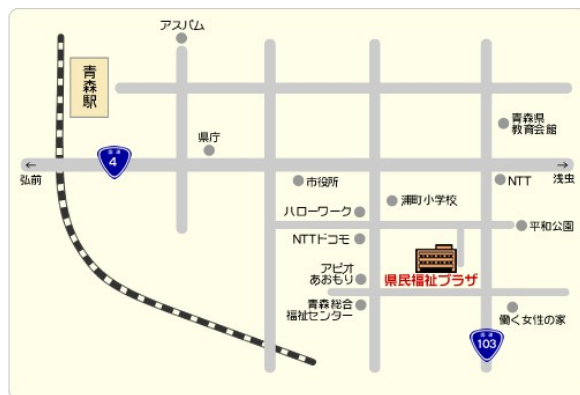 アスパム
青森駅
青森県
教育会館
県庁
国道
4
←
弘前
→
浅虫
市役所
NTT
浦町小学校
ハローワーク
平和公園
NTTドコモ
アピオ
あおもり
県民福祉プラザ
青森総合
福祉センター
働く女性の家
国道
103